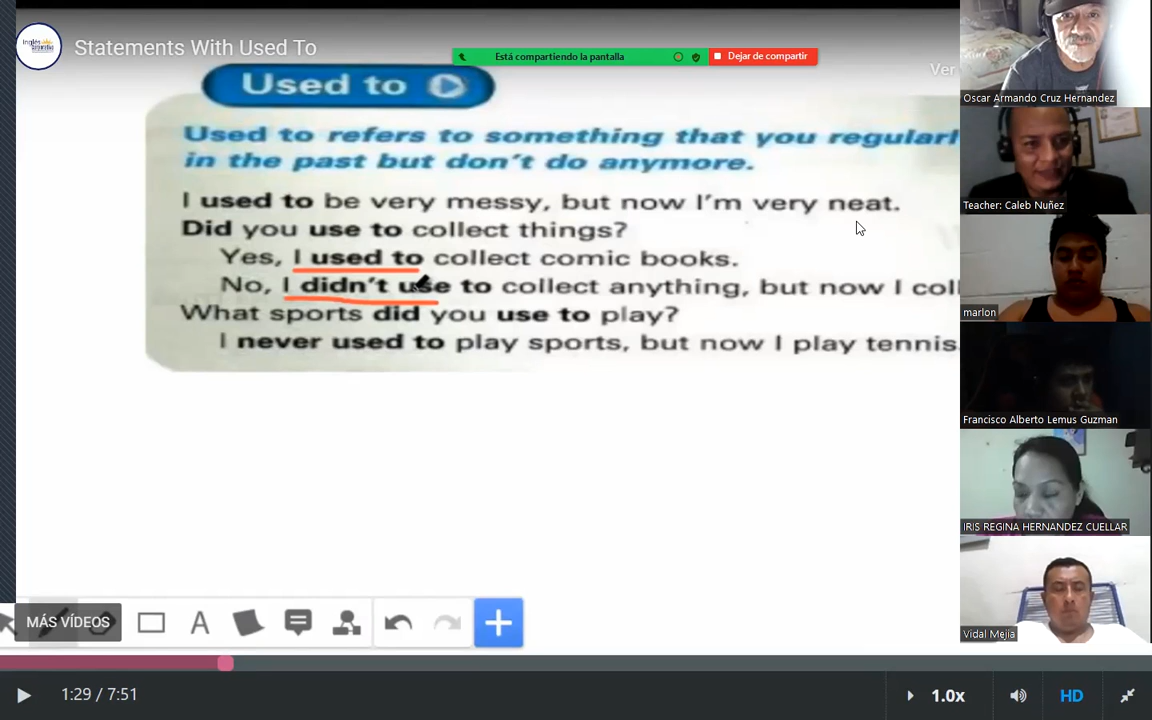 Statements With Used To
Está compartiendo la pantalla
Dejar de compartir
Ver
Used to
Used to refers to something that you regularl
in the past but don't do anymore.
I used to be very messy, but now I'm very neat.
Did you use to collect things?
Yes, I used to collect comic books.
No, I didn't use to collect anything, but now I coll
What sports did you use to play?
I never used to play sports, but now I play tennis.
Oscar Armando Cruz Hernandez
Teacher: Caleb Nuñez
marlon
Francisco Alberto Lemus Guzman
IRIS REGINA HERNANDEZ CUELLAR
Vidal Mejía
A
MÁS VÍDEOS
1:29 / 7:51
1.0x
HD